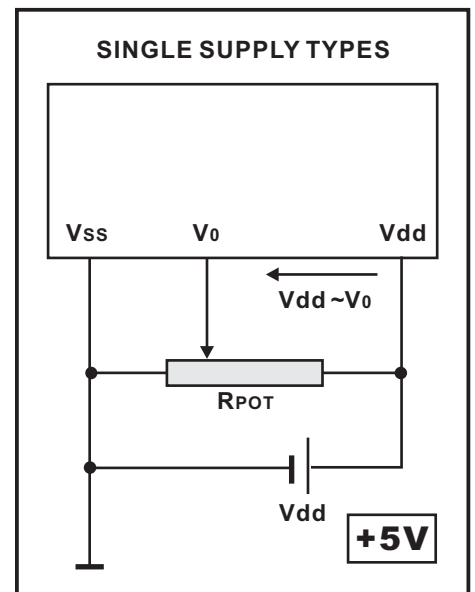 SINGLE SUPPLY TYPES
Vss V0 Vdd
Vdd ~V0
RPOT
Vdd
+5V